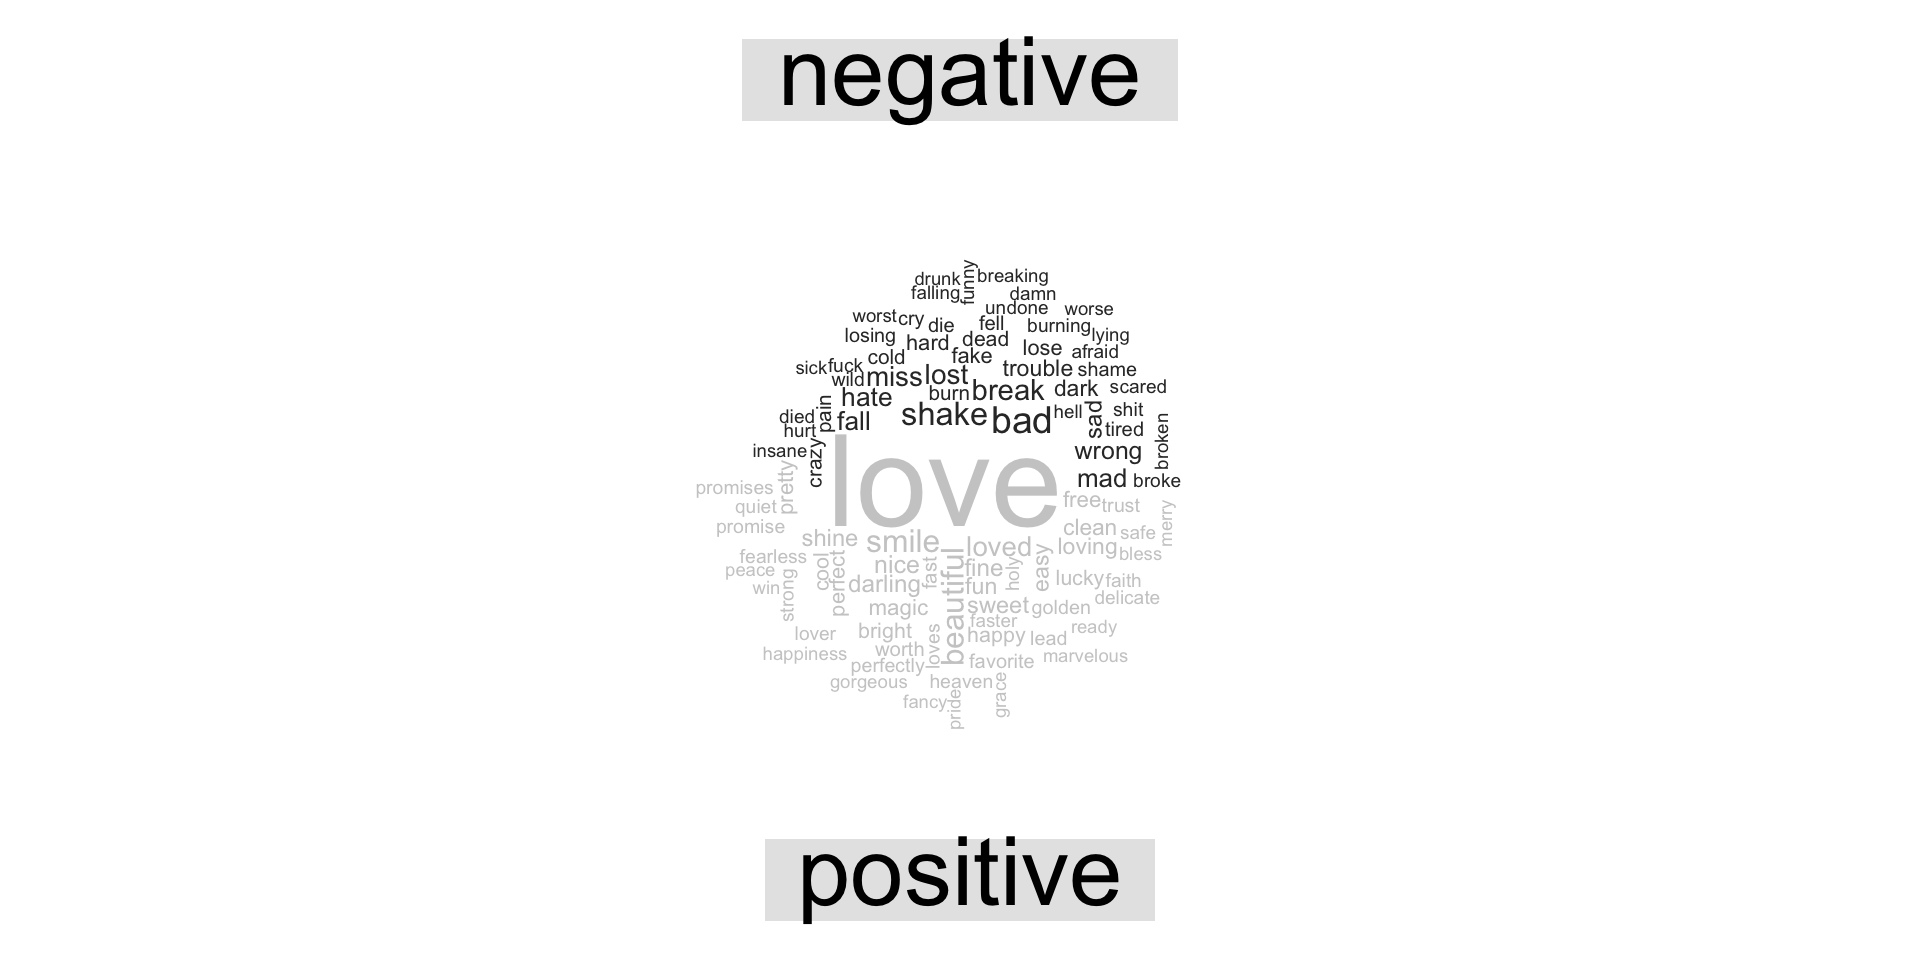 negative
drunk funny breaking
falling damn
undone worse
worst cry die fell burning lying
losing hard dead lose afraid
cold fake
sick fuck trouble shame
wild miss lost break dark scared
hate burn
died pain fall shake bad hell sad shit
hurt tired
insane crazy wrong broken
mad broke
love
promises pretty free trust merry
quiet
promise clean safe
shine smile loved loving bless
fearless cool perfect nice fast beautiful fine holy easy
peace lucky faith
win strong darling fun delicate
magic sweet golden
faster
lover bright loves happy lead ready
happiness worth marvelous
perfectly favorite
gorgeous heaven grace
fancy pride
positive